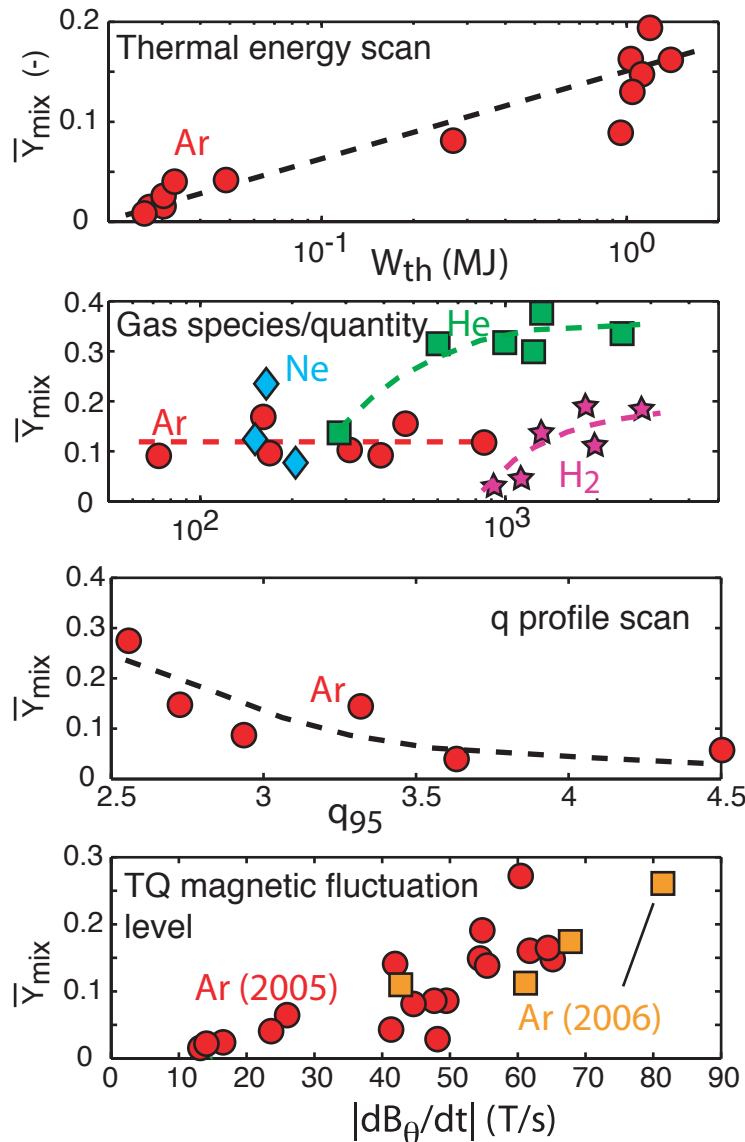 0.2
Thermal energy scan
Y̅mix (-)
0.1
Ar
0
10⁻¹
10⁰
Wth (MJ)
0.4
Gas species/quantity
He
0.3
Ne
Y̅mix
0.2
Ar
0.1
H2
0
10²
10³
0.4
q profile scan
0.3
Y̅mix
0.2
Ar
0.1
0
2.5 3 3.5 4 4.5
q95
0.3
TQ magnetic fluctuation
level
0.2
Y̅mix
Ar (2005)
0.1
Ar (2006)
0
0 10 20 30 40 50 60 70 80 90
|dBθ/dt| (T/s)